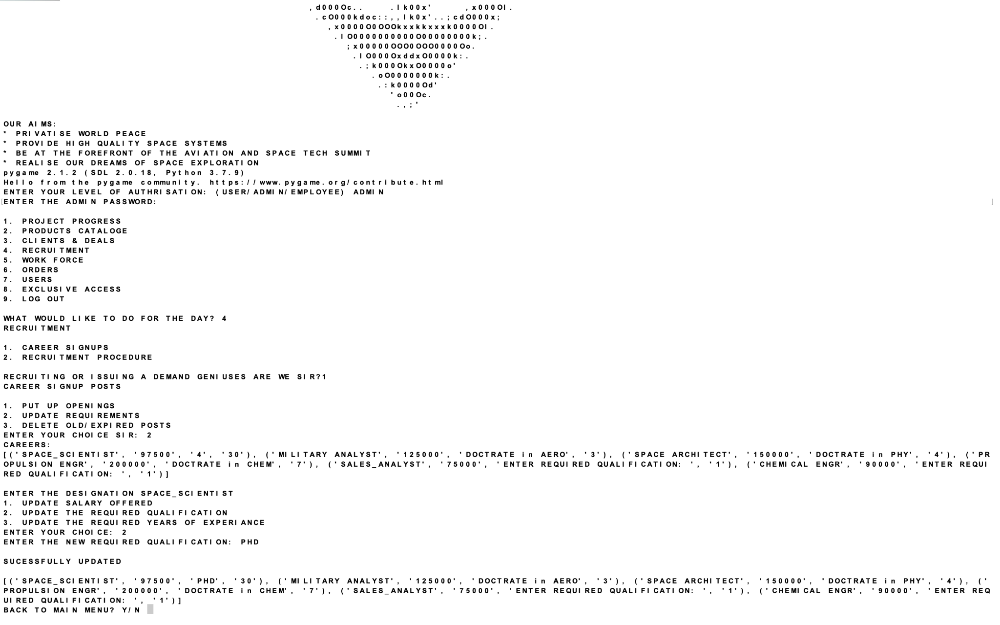 ,d000Oc..     .lk00x'      ,x000Ol.
.cO000kdoc::,,lk0x'..;cdO000x;
,x00000000OOkxxkkxxxk0000Ol.
.lO0000000000O00000000k;.
;x00000OOO0OOO0000Oo.
.lO000OxddxO0000k:.
.;k000OkxO0000o'
.oO0000000k:.
.:k0000Od'
'o00Oc.
.,;'
OUR AIMS:
* PRIVATISE WORLD PEACE
* PROVIDE HIGH QUALITY SPACE SYSTEMS
* BE AT THE FOREFRONT OF THE AVIATION AND SPACE TECH SUMMIT
* REALISE OUR DREAMS OF SPACE EXPLORATION
pygame 2.1.2 (SDL 2.0.18, Python 3.7.9)
Hello from the pygame community. https://www.pygame.org/contribute.html
ENTER YOUR LEVEL OF AUTHRISATION: (USER/ADMIN/EMPLOYEE) ADMIN
[ENTER THE ADMIN PASSWORD: ]
1. PROJECT PROGRESS
2. PRODUCTS CATALOGE
3. CLIENTS & DEALS
4. RECRUITMENT
5. WORK FORCE
6. ORDERS
7. USERS
8. EXCLUSIVE ACCESS
9. LOG OUT
WHAT WOULD LIKE TO DO FOR THE DAY? 4
RECRUITMENT
1. CAREER SIGNUPS
2. RECRUITMENT PROCEDURE
RECRUITING OR ISSUING A DEMAND GENIUSES ARE WE SIR?1
CAREER SIGNUP POSTS
1. PUT UP OPENINGS
2. UPDATE REQUIREMENTS
3. DELETE OLD/EXPIRED POSTS
ENTER YOUR CHOICE SIR: 2
CAREERS:
[('SPACE_SCIENTIST', '97500', '4', '30'), ('MILITARY ANALYST', '125000', 'DOCTRATE in AERO', '3'), ('SPACE ARCHITECT', '150000', 'DOCTRATE in PHY', '4'), ('PR
OPULSION ENGR', '200000', 'DOCTRATE in CHEM', '7'), ('SALES_ANALYST', '75000', 'ENTER REQUIRED QUALIFICATION: ', '1'), ('CHEMICAL ENGR', '90000', 'ENTER REQUI
RED QUALIFICATION: ', '1')]
ENTER THE DESIGNATION SPACE_SCIENTIST
1. UPDATE SALARY OFFERED
2. UPDATE THE REQUIRED QUALIFICATION
3. UPDATE THE REQUIRED YEARS OF EXPERIANCE
ENTER YOUR CHOICE: 2
ENTER THE NEW REQUIRED QUALIFICATION: PHD
SUCESSFULLY UPDATED
[('SPACE_SCIENTIST', '97500', 'PHD', '30'), ('MILITARY ANALYST', '125000', 'DOCTRATE in AERO', '3'), ('SPACE ARCHITECT', '150000', 'DOCTRATE in PHY', '4'), ('
PROPULSION ENGR', '200000', 'DOCTRATE in CHEM', '7'), ('SALES_ANALYST', '75000', 'ENTER REQUIRED QUALIFICATION: ', '1'), ('CHEMICAL ENGR', '90000', 'ENTER REQ
UIRED QUALIFICATION: ', '1')]
BACK TO MAIN MENU? Y/N